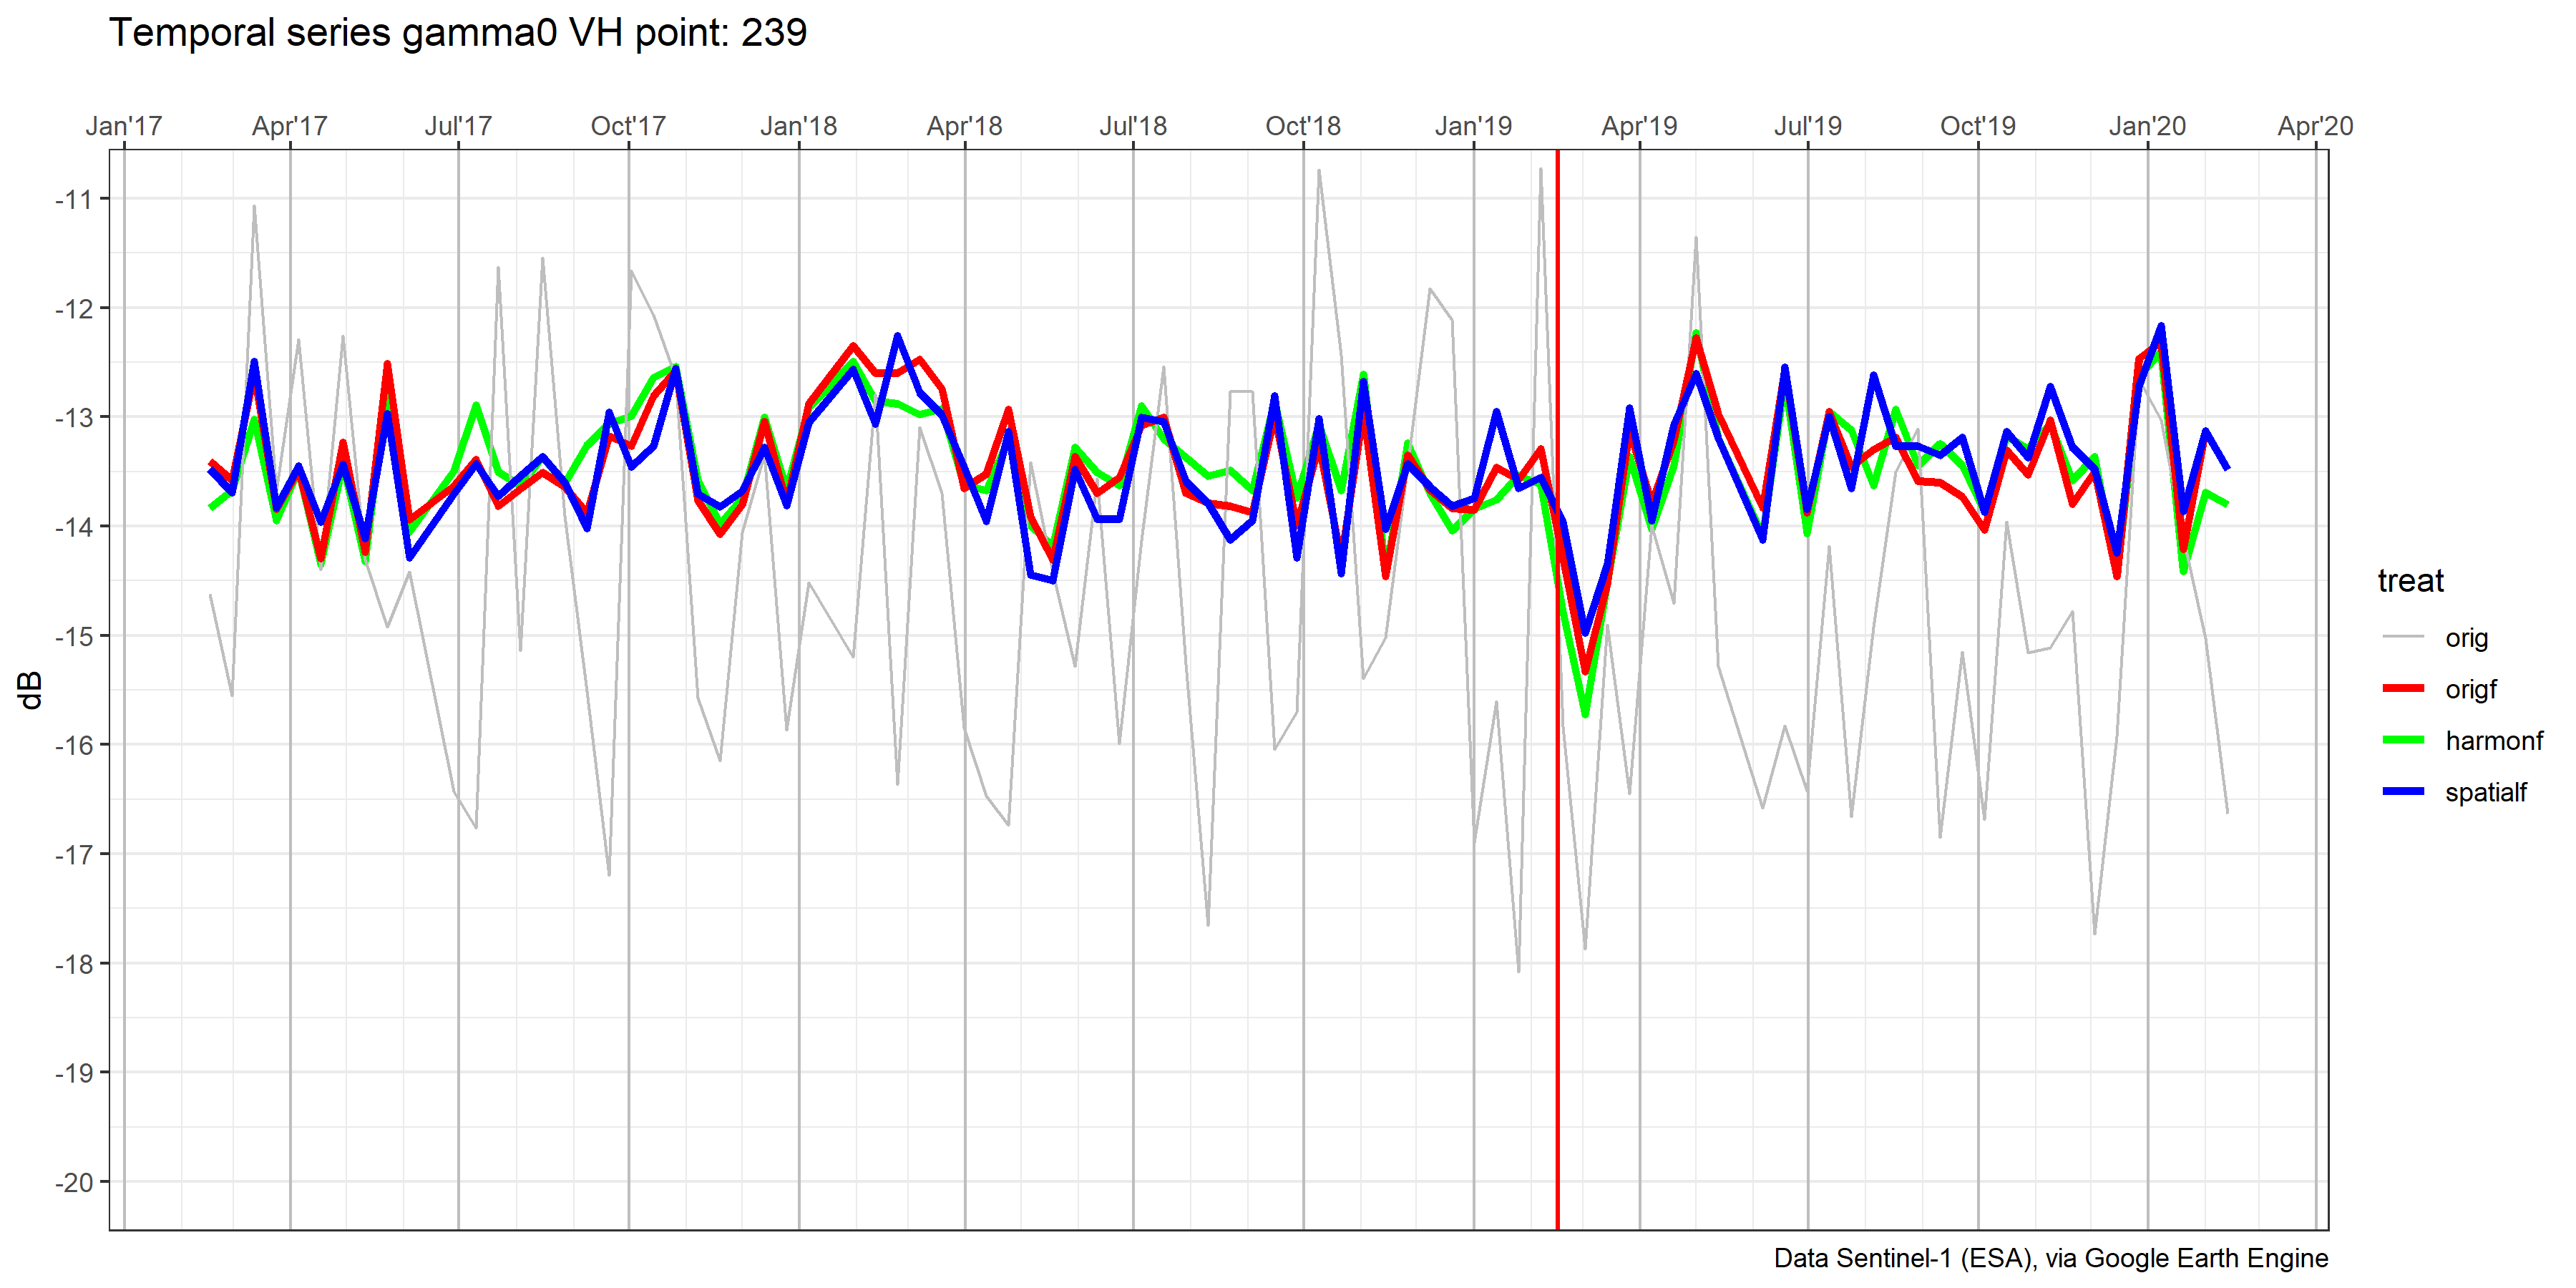 Temporal series gamma0 VH point: 239
Jan'17 Apr'17 Jul'17 Oct'17 Jan'18 Apr'18 Jul'18 Oct'18 Jan'19 Apr'19 Jul'19 Oct'19 Jan'20 Apr'20
-11
-12
-13
-14
-15
-16
-17
-18
-19
-20
dB
treat
orig
origf
harmonf
spatialf
Data Sentinel-1 (ESA), via Google Earth Engine